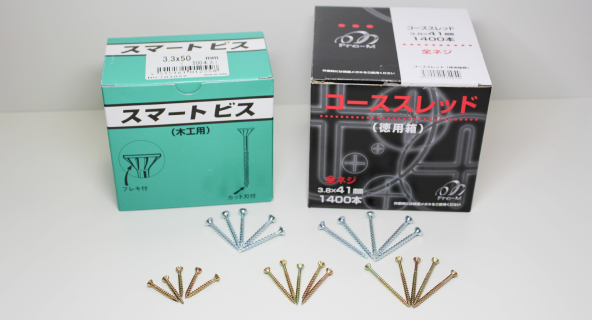 スマートビス
3.3x50 mm
スマートビス
(木工用)
フレキ付
カット刃付
Pro-M
コーススレッド
3.8×41㎜
1400本
全ネジ
コーススレッド
(徳用箱)
全ネジ
3.8×41㎜
1400本
Pro-M